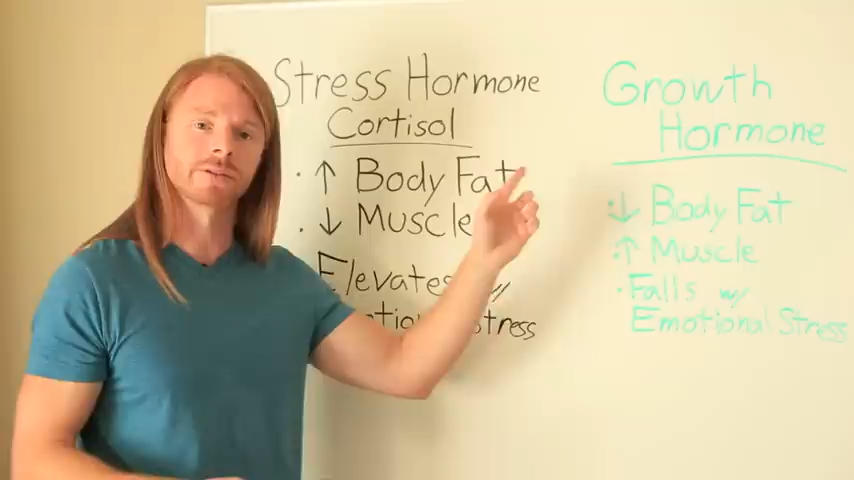 Stress Hormone
Cortisol
· ↑ Body Fat
· ↓ Muscle
Elevates w/
Stress
Growth
Hormone
· ↓ Body Fat
· ↑ Muscle
· Falls w/
Emotional Stress